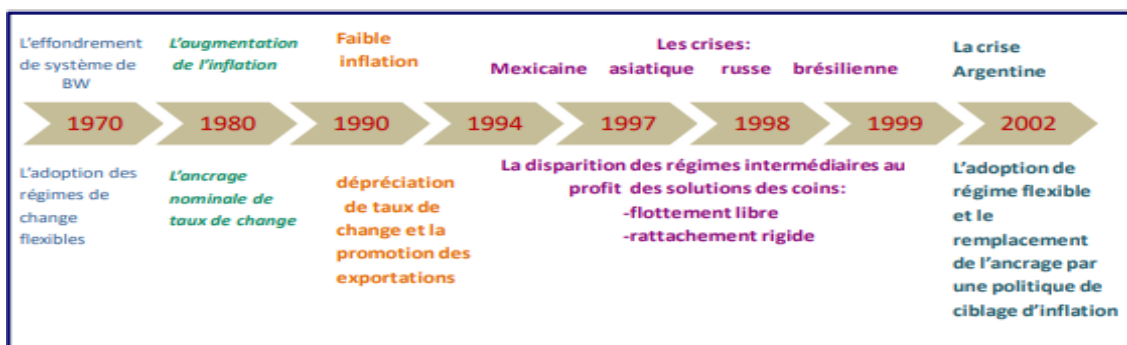 L'effondrement
de système de
BW
L'augmentation
de l'inflation
Faible
inflation
Les crises:
Mexicaine asiatique russe brésilienne
La crise
Argentine
1970
1980
1990
1994
1997
1998
1999
2002
L'adoption des
régimes de
change
flexibles
L'ancrage
nominale de
taux de change
dépréciation
de taux de
change et la
promotion des
exportations
La disparition des régimes intermédiaires au
profit des solutions des coins:
-flottement libre
-rattachement rigide
L'adoption de
régime flexible
et le
remplacement
de l'ancrage par
une politique de
ciblage d'inflation